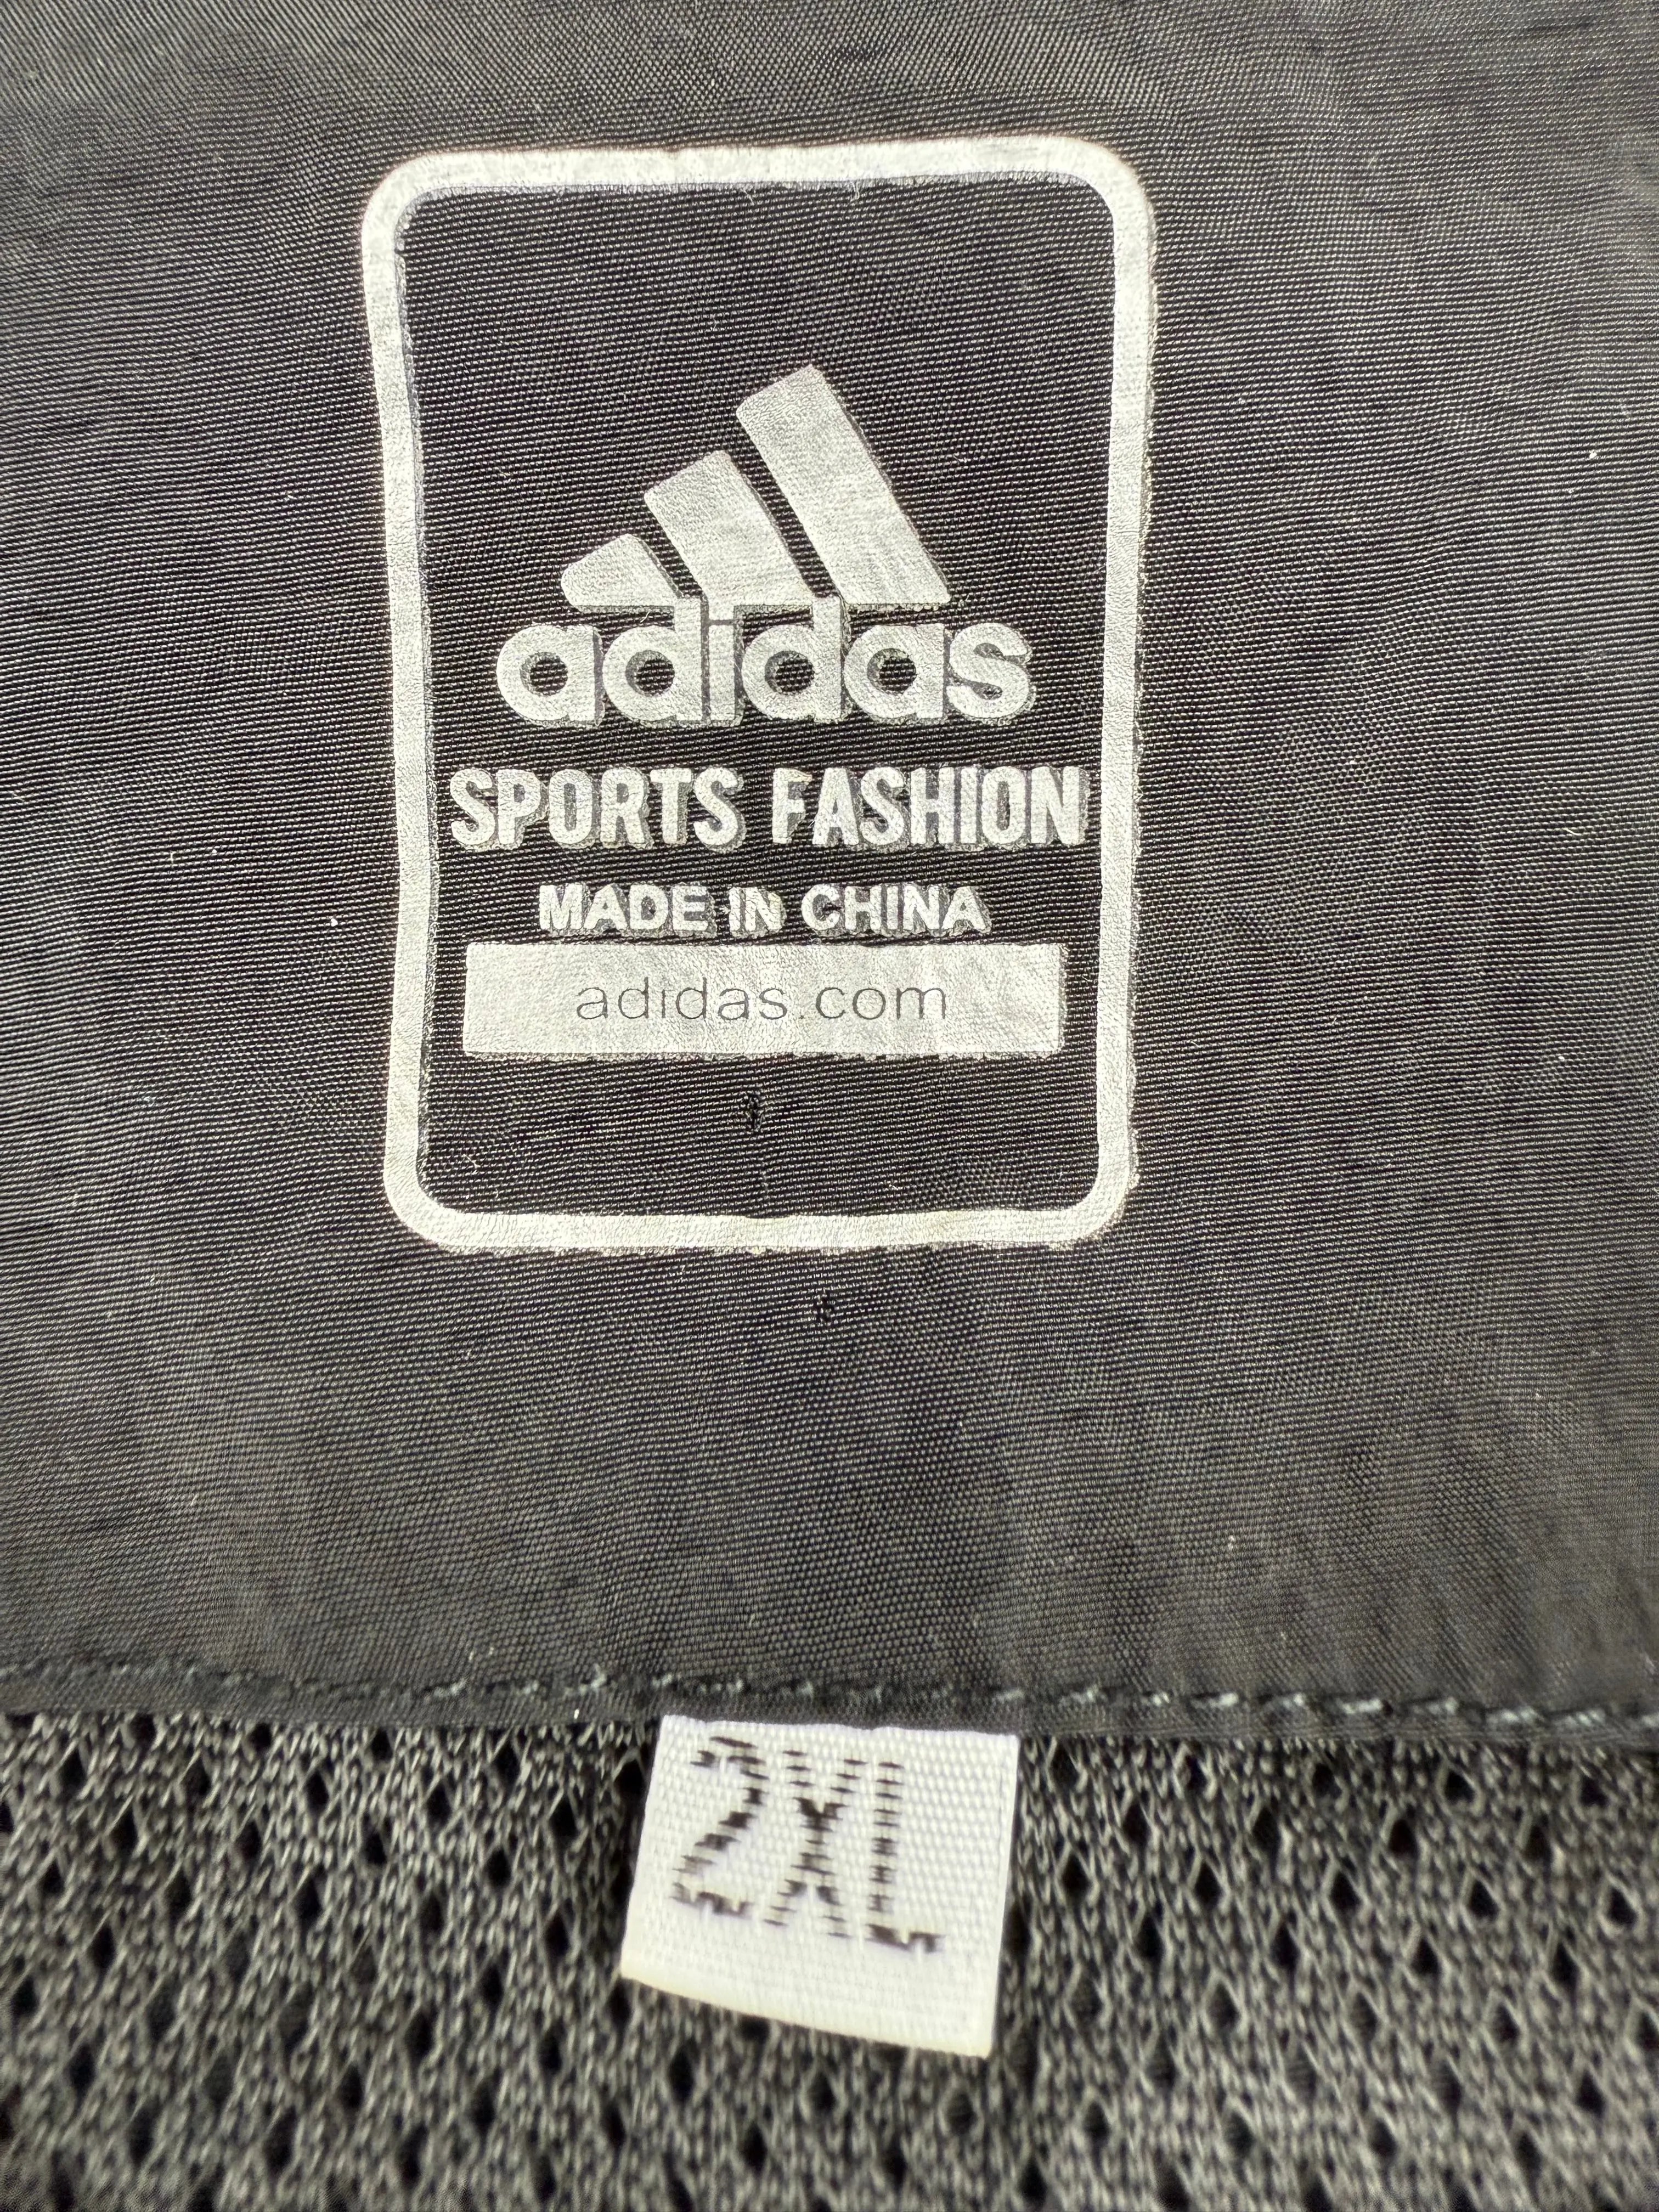 adidas
SPORTS FASHION
MADE IN CHINA
adidas.com
2XL